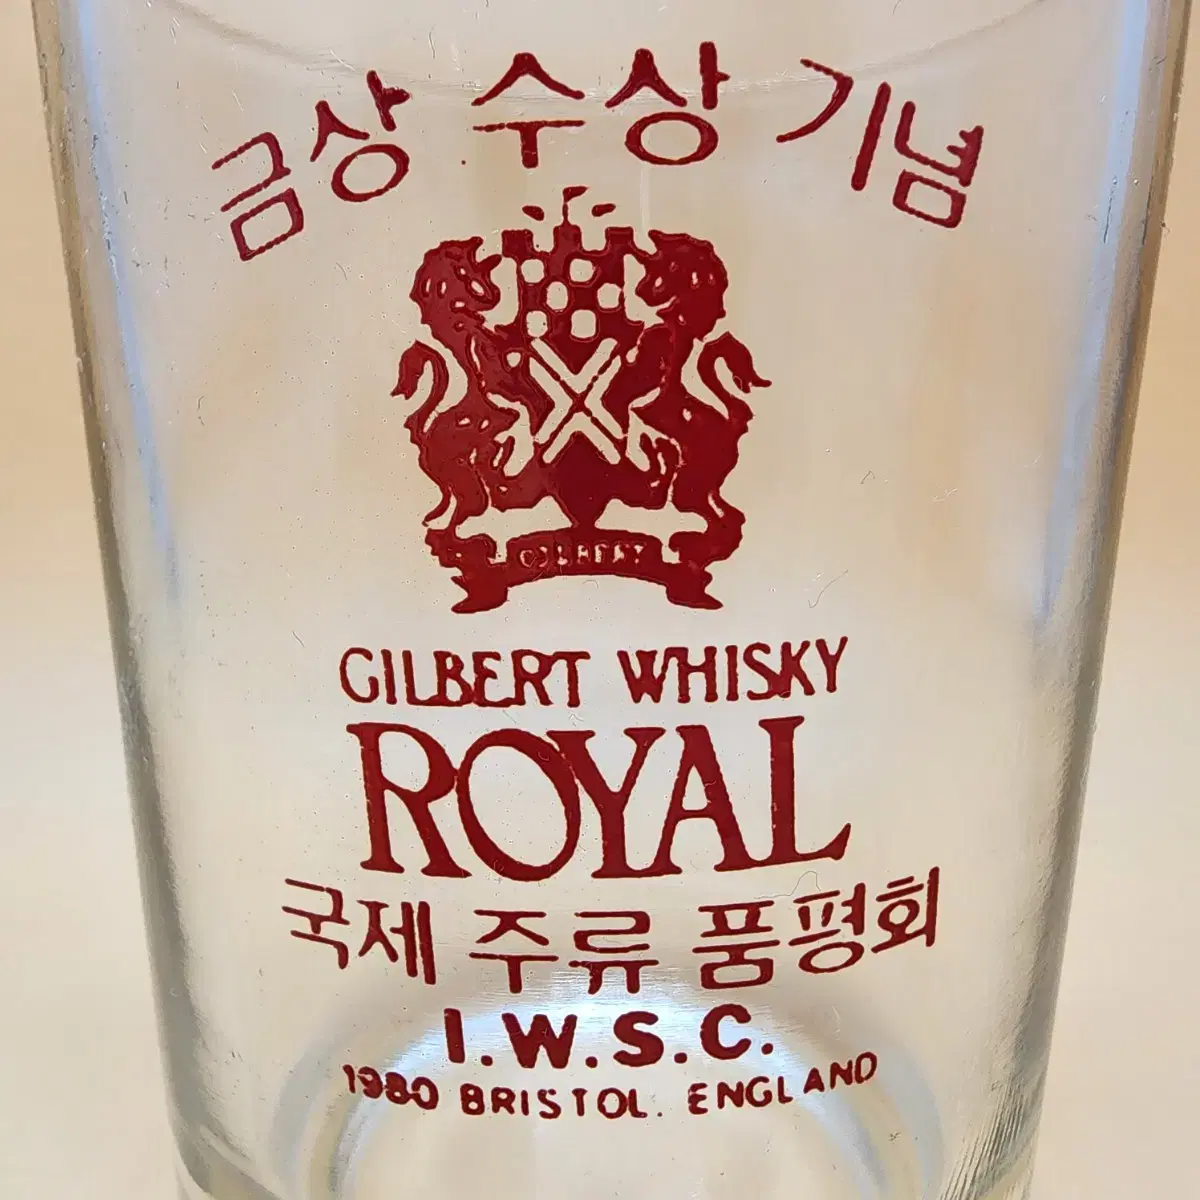 금상 수상 기념
GILBERT
GILBERT WHISKY
ROYAL
국제 주류 품평회
I.W.S.C.
1980 BRISTOL. ENGLAND